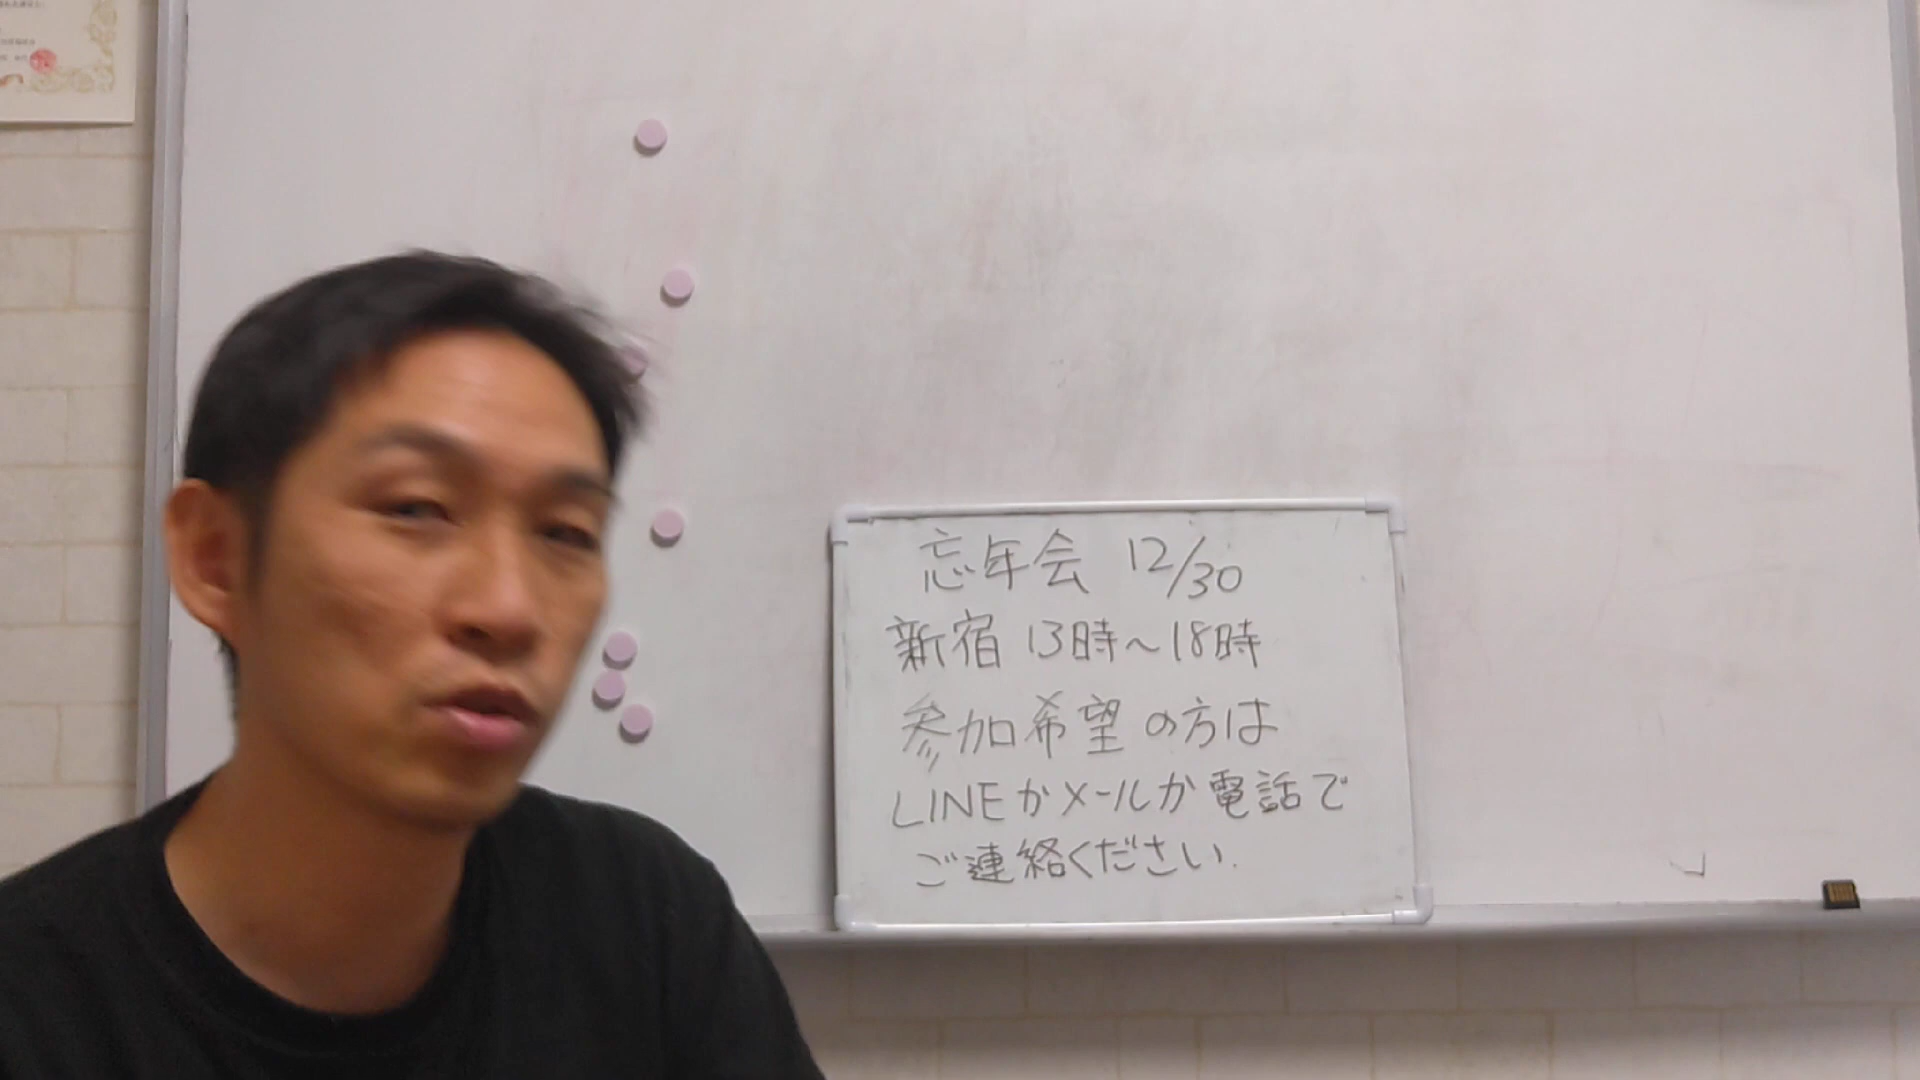 忘年会 12/30
新宿 13時～18時
参加希望の方は
LINEかメールか電話で
ご連絡ください.